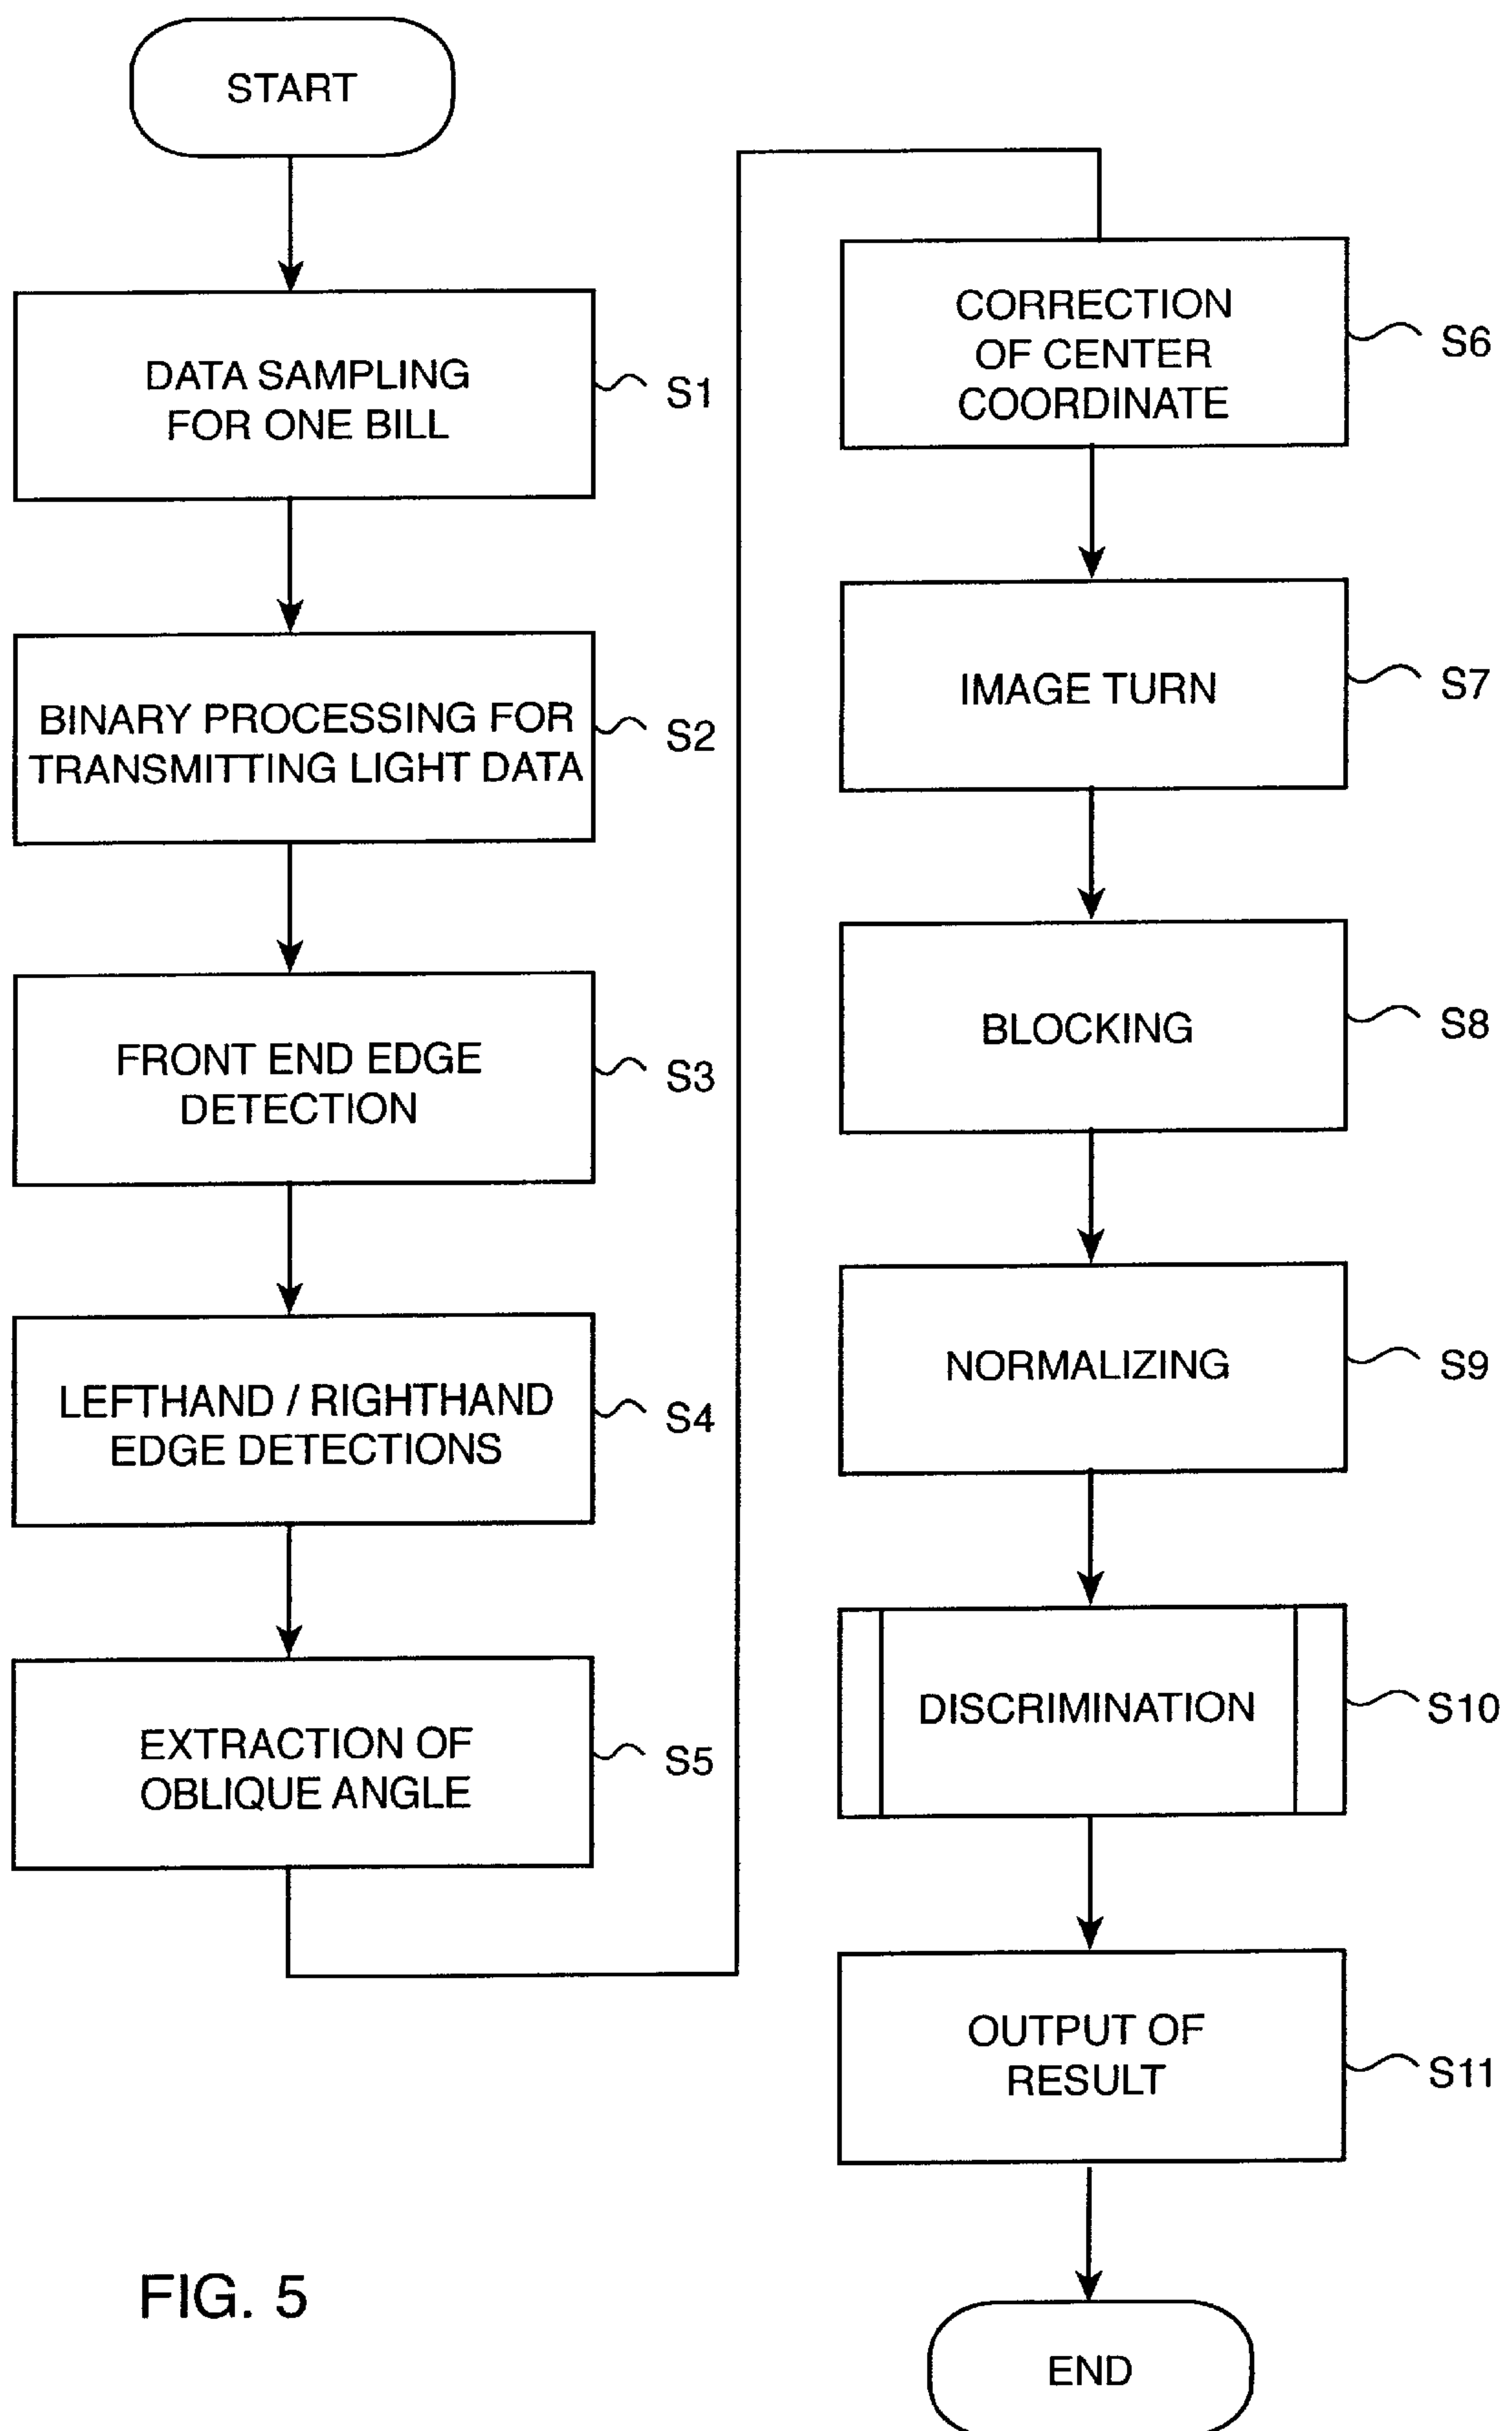 START
DATA SAMPLING
FOR ONE BILL
S1
BINARY PROCESSING FOR
TRANSMITTING LIGHT DATA
S2
FRONT END EDGE
DETECTION
S3
LEFTHAND / RIGHTHAND
EDGE DETECTIONS
S4
EXTRACTION OF
OBLIQUE ANGLE
S5
CORRECTION
OF CENTER
COORDINATE
S6
IMAGE TURN
S7
BLOCKING
S8
NORMALIZING
S9
DISCRIMINATION
S10
OUTPUT OF
RESULT
S11
END
FIG. 5